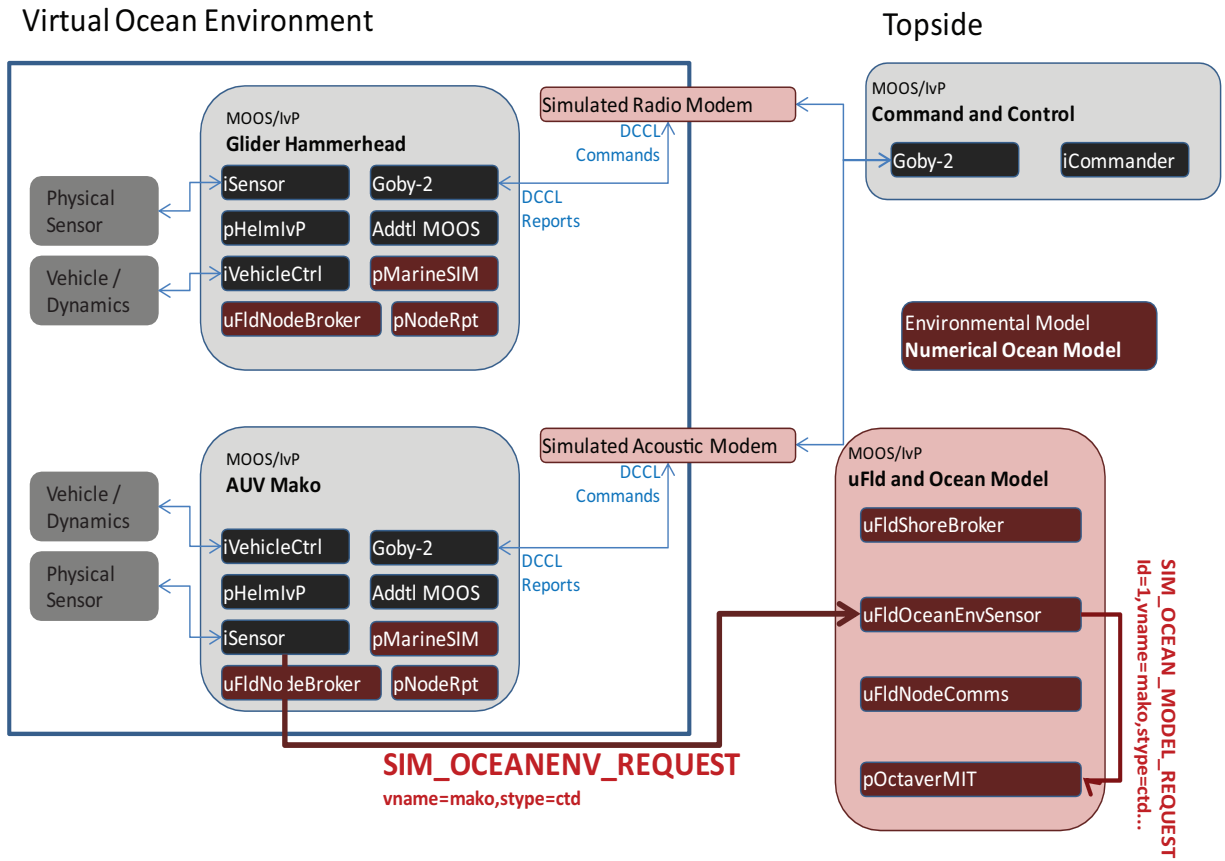 Virtual Ocean Environment
Topside
MOOS/IvP
Glider Hammerhead
iSensor
Goby-2
pHelmIvP
Addtl MOOS
iVehicleCtrl
pMarineSIM
uFldNodeBroker
pNodeRpt
Physical
Sensor
Vehicle /
Dynamics
Simulated Radio Modem
DCCL
Commands
DCCL
Reports
MOOS/IvP
Command and Control
Goby-2
iCommander
Environmental Model
Numerical Ocean Model
MOOS/IvP
AUV Mako
iVehicleCtrl
Goby-2
pHelmIvP
Addtl MOOS
iSensor
pMarineSIM
uFldNodeBroker
pNodeRpt
Vehicle /
Dynamics
Physical
Sensor
Simulated Acoustic Modem
DCCL
Commands
DCCL
Reports
MOOS/IvP
uFld and Ocean Model
uFldShoreBroker
uFldOceanEnvSensor
uFldNodeComms
pOctaverMIT
SIM_OCEANENV_REQUEST
vname=mako,stype=ctd
SIM_OCEAN_MODEL_REQUEST
Id=1,vname=mako,stype=ctd...